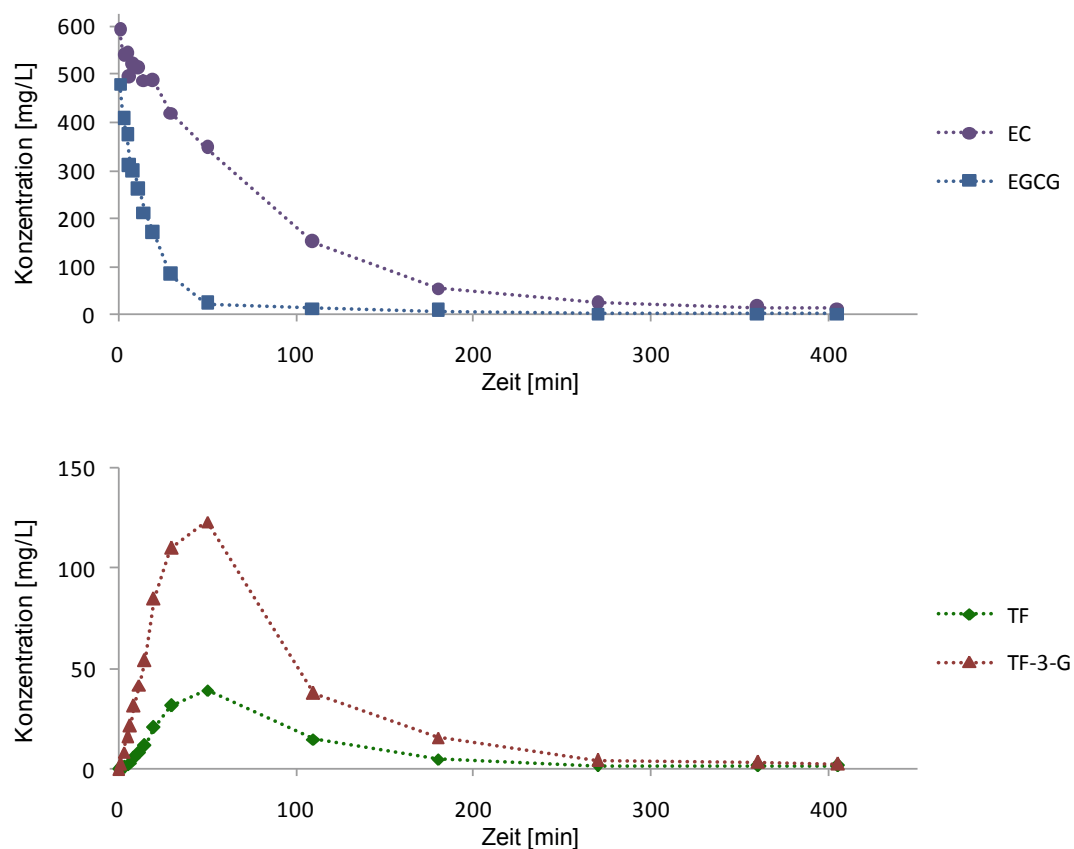 600
500
400
300
200
100
0
Konzentration [mg/L]
0 100 200 300 400
Zeit [min]
EC
EGCG
150
100
50
0
Konzentration [mg/L]
0 100 200 300 400
Zeit [min]
TF
TF-3-G